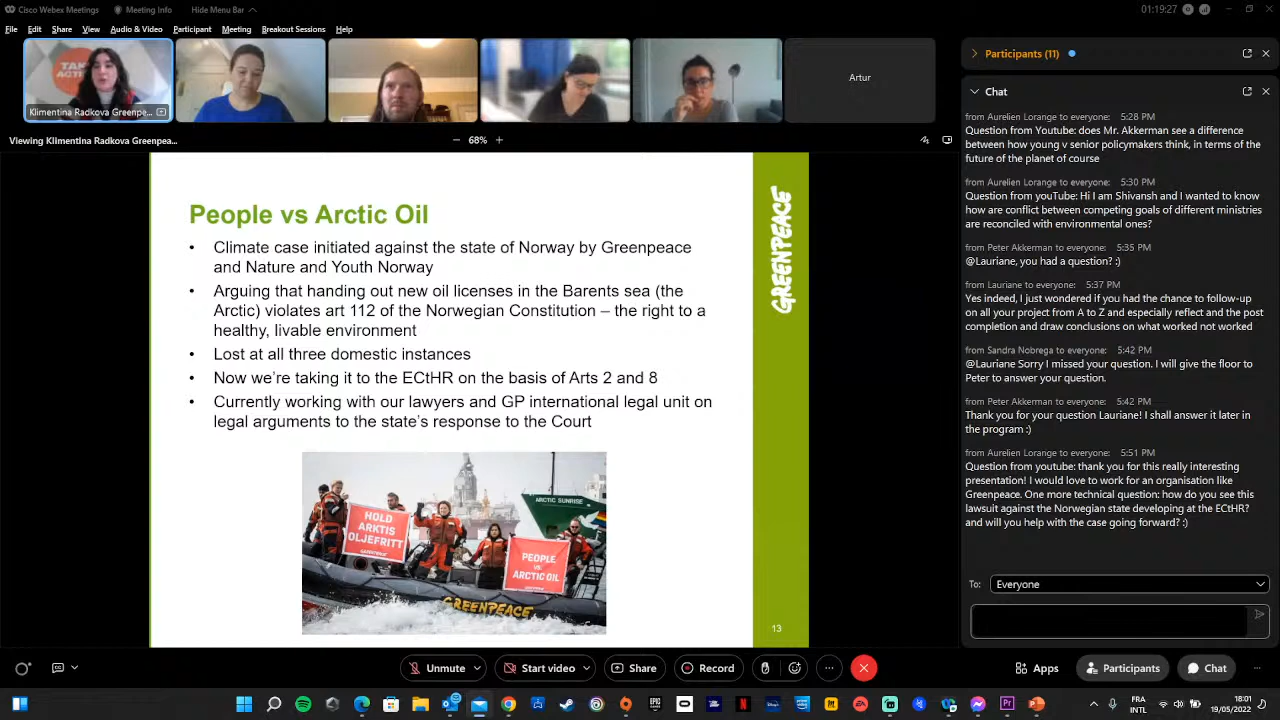 Cisco Webex Meetings
Meeting Info
Hide Menu Bar
01:19:27
File Edit Share View Audio & Video Participant Meeting Breakout Sessions Help
Klimentina Radkova Greenpe...
Artur
Viewing Klimentina Radkova Greenpea...
68%
People vs Arctic Oil
• Climate case initiated against the state of Norway by Greenpeace
and Nature and Youth Norway
• Arguing that handing out new oil licenses in the Barents sea (the
Arctic) violates art 112 of the Norwegian Constitution – the right to a
healthy, livable environment
• Lost at all three domestic instances
• Now we're taking it to the ECtHR on the basis of Arts 2 and 8
• Currently working with our lawyers and GP international legal unit on
legal arguments to the state's response to the Court
HOLD
ARKTIS
OLJEFRITT
GREENPEACE
ARCTIC SUNRISE
PEOPLE
vs.
ARCTIC OIL
GREENPEACE
GREENPEACE
13
Participants (11)
Chat
from Aurelien Lorange to everyone: 5:28 PM
Question from Youtube: does Mr. Akkerman see difference
between how young v senior policymakers think, in terms of the
future of the planet of course
from Aurelien Lorange to everyone: 5:30 PM
Question from YouTube: Hi I am Shivansh and I wanted to know
how are conflict between competing goals of different ministries
are reconciled with the environmental ones?
from Peter Akkerman to everyone: 5:35 PM
@Lauriane, you had a question? :)
from Lauriane to everyone: 5:37 PM
Yes indeed, I just wondered if you had the chance to follow-up
on all your project from A to Z and especially regarding the post
completion and draw conclusions on what worked not worked
from Sandra Nobrega to everyone: 5:42 PM
@Lauriane Sorry I missed your question. I will give the floor to
Peter to answer your question.
from Peter Akkerman to everyone: 5:42 PM
Thank you for your question Lauriane! I shall answer it later in
the program :)
from Aurelien Lorange to everyone: 5:51 PM
Question from youtube: thank you for this really interesting
presentation! I would love to work for an organisation like
Greenpeace. One more technical question: how do you saw this
lawsuit against the Norwegian state developing at the ECtHR?
and will you help with the case going forward? :)
To: Everyone
Unmute
Start video
Share
Record
Apps
Participants
Chat
FRA
INTL
18:01
19/05/2022